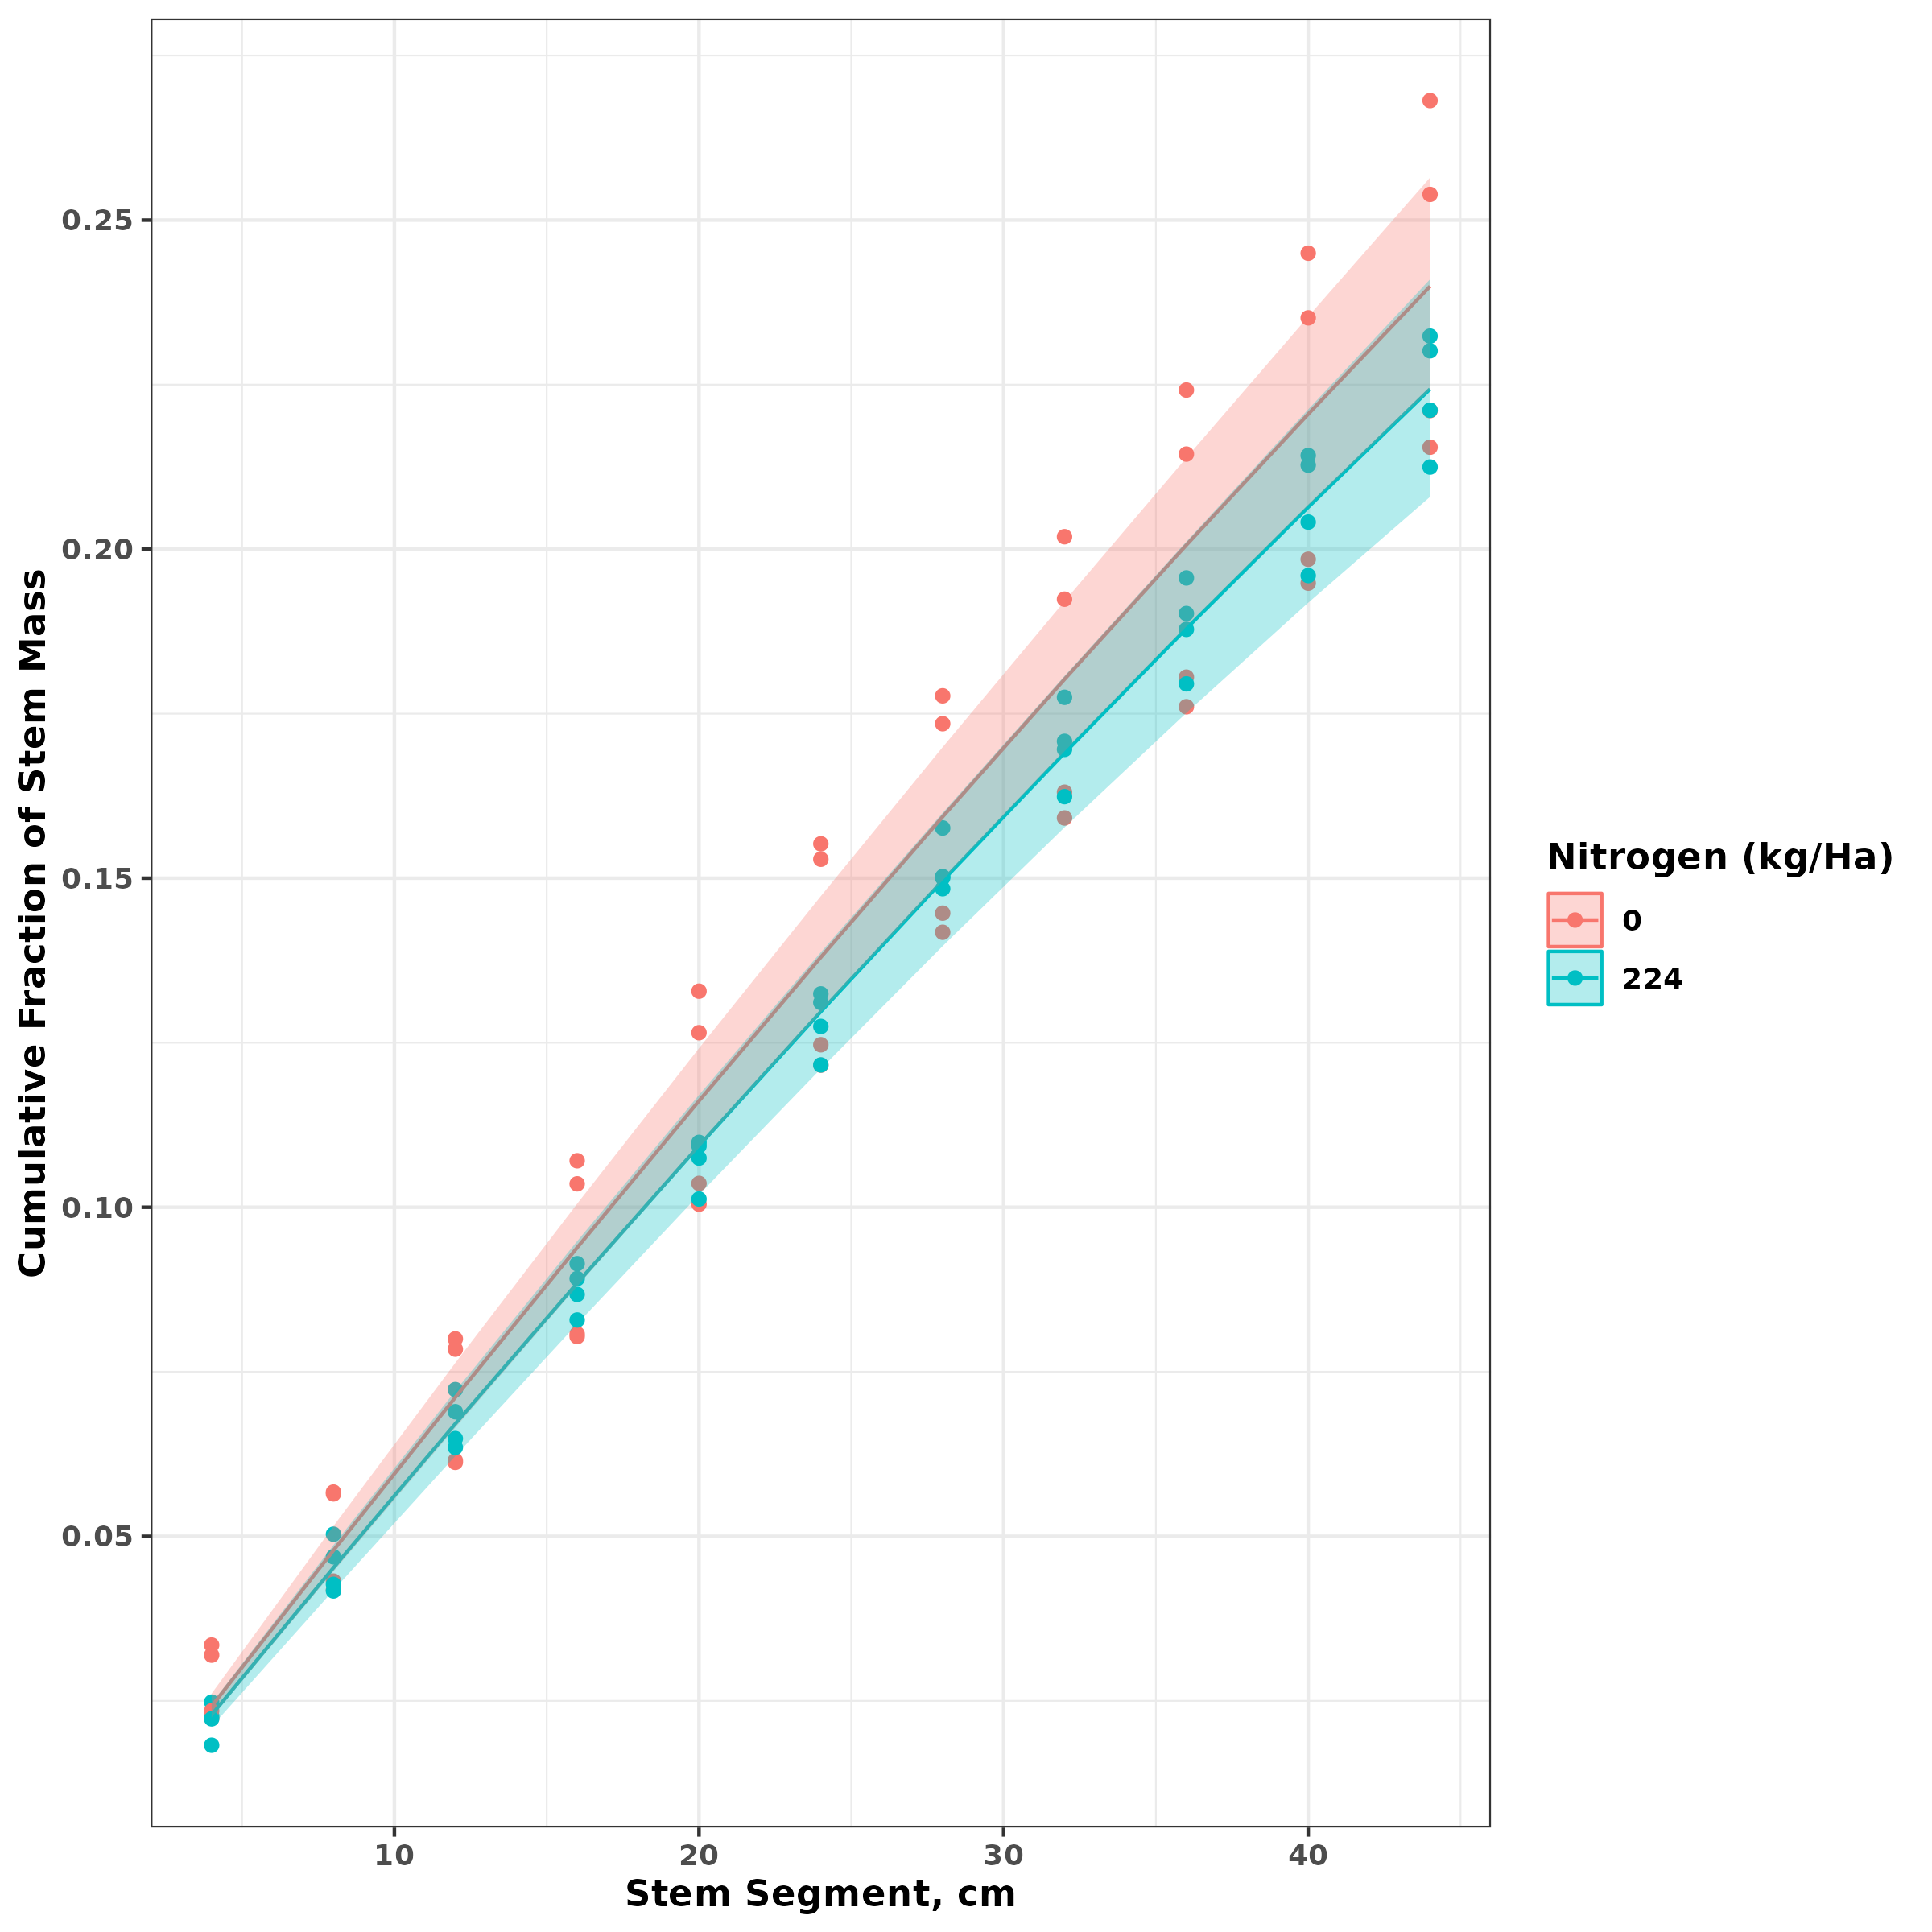 Cumulative Fraction of Stem Mass
0.25
0.20
0.15
0.10
0.05
10 20 30 40
Stem Segment, cm
Nitrogen (kg/Ha)
0
224